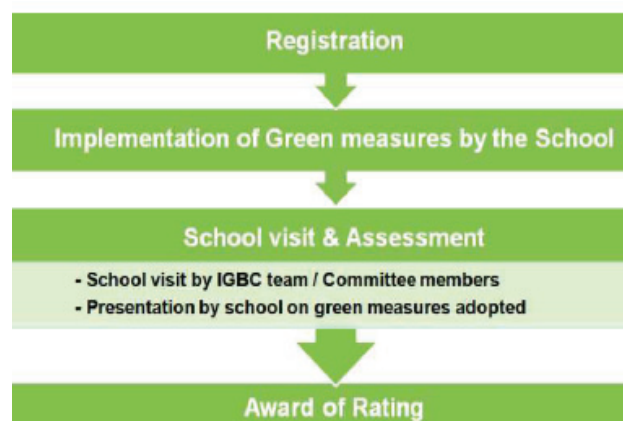 Registration
Implementation of Green measures by the School
School visit & Assessment
- School visit by IGBC team / Committee members
- Presentation by school on green measures adopted
Award of Rating